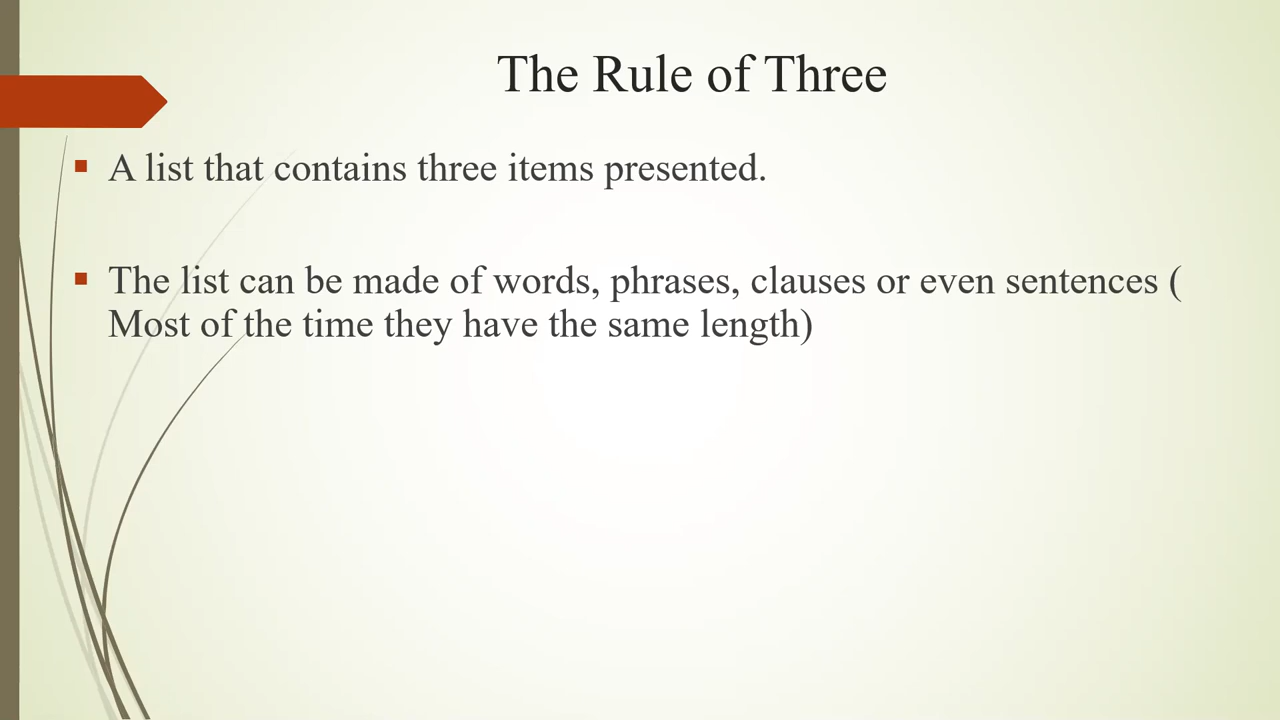 The Rule of Three
A list that contains three items presented.
The list can be made of words, phrases, clauses or even sentences (
Most of the time they have the same length)